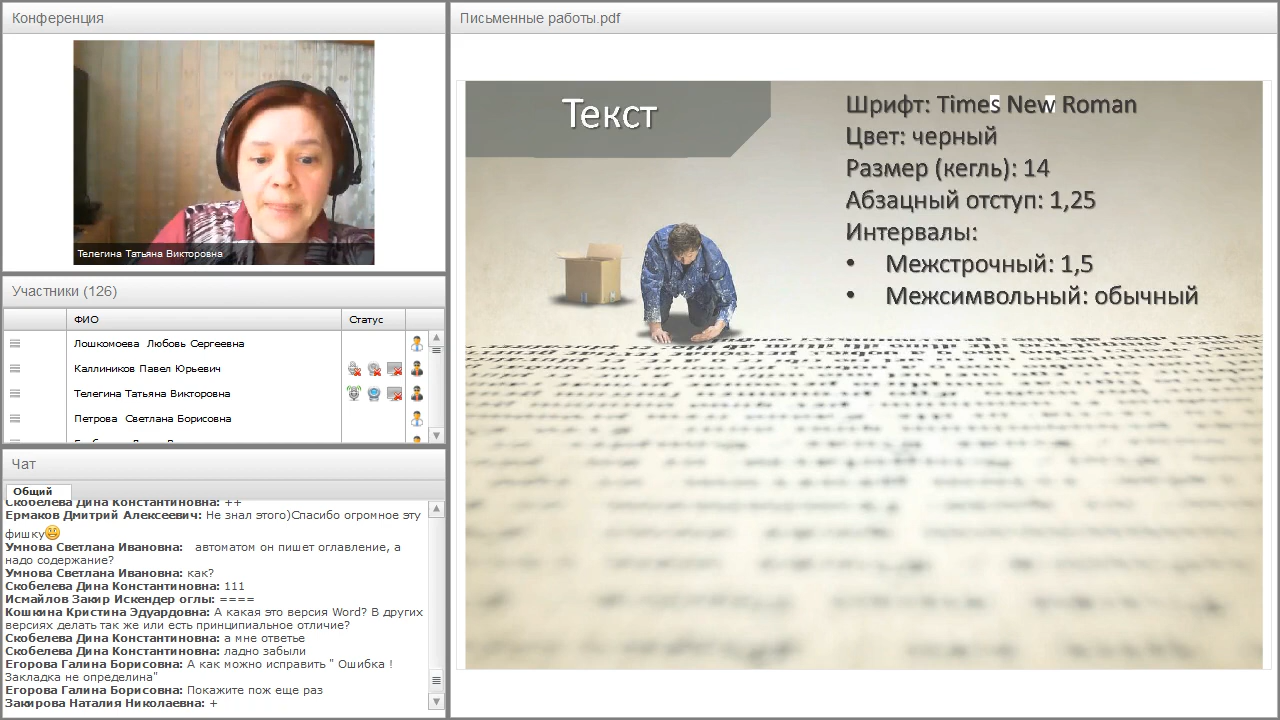 Конференция
Телегина Татьяна Викторовна
Участники (126)
ФИО
Статус
Лошкомоева Любовь Сергеевна
Каллиников Павел Юрьевич
Телегина Татьяна Викторовна
Петрова Светлана Борисовна
Чат
Общий
Скобелева Дина Константиновна: ++
Ермаков Дмитрий Алексеевич: Не знал этого)Спасибо огромное эту
фишку
Умнова Светлана Ивановна: автоматом он пишет оглавление, а
надо содержание?
Умнова Светлана Ивановна: как?
Скобелева Дина Константиновна: 111
Исмайлов Закир Искендер оглы: ====
Кошкина Кристина Эдуардовна: А какая это версия Word? В других
версиях делать так же или есть принципиальное отличие?
Скобелева Дина Константиновна: а мне ответье
Скобелева Дина Константиновна: ладно забыли
Егорова Галина Борисовна: А как можно исправить " Ошибка !
Закладка не определина"
Егорова Галина Борисовна: Покажите пож еще раз
Закирова Наталия Николаевна: +
Письменные работы.pdf
Текст
Шрифт: Times New Roman
Цвет: черный
Размер (кегль): 14
Абзацный отступ: 1,25
Интервалы:
• Межстрочный: 1,5
• Межсимвольный: обычный